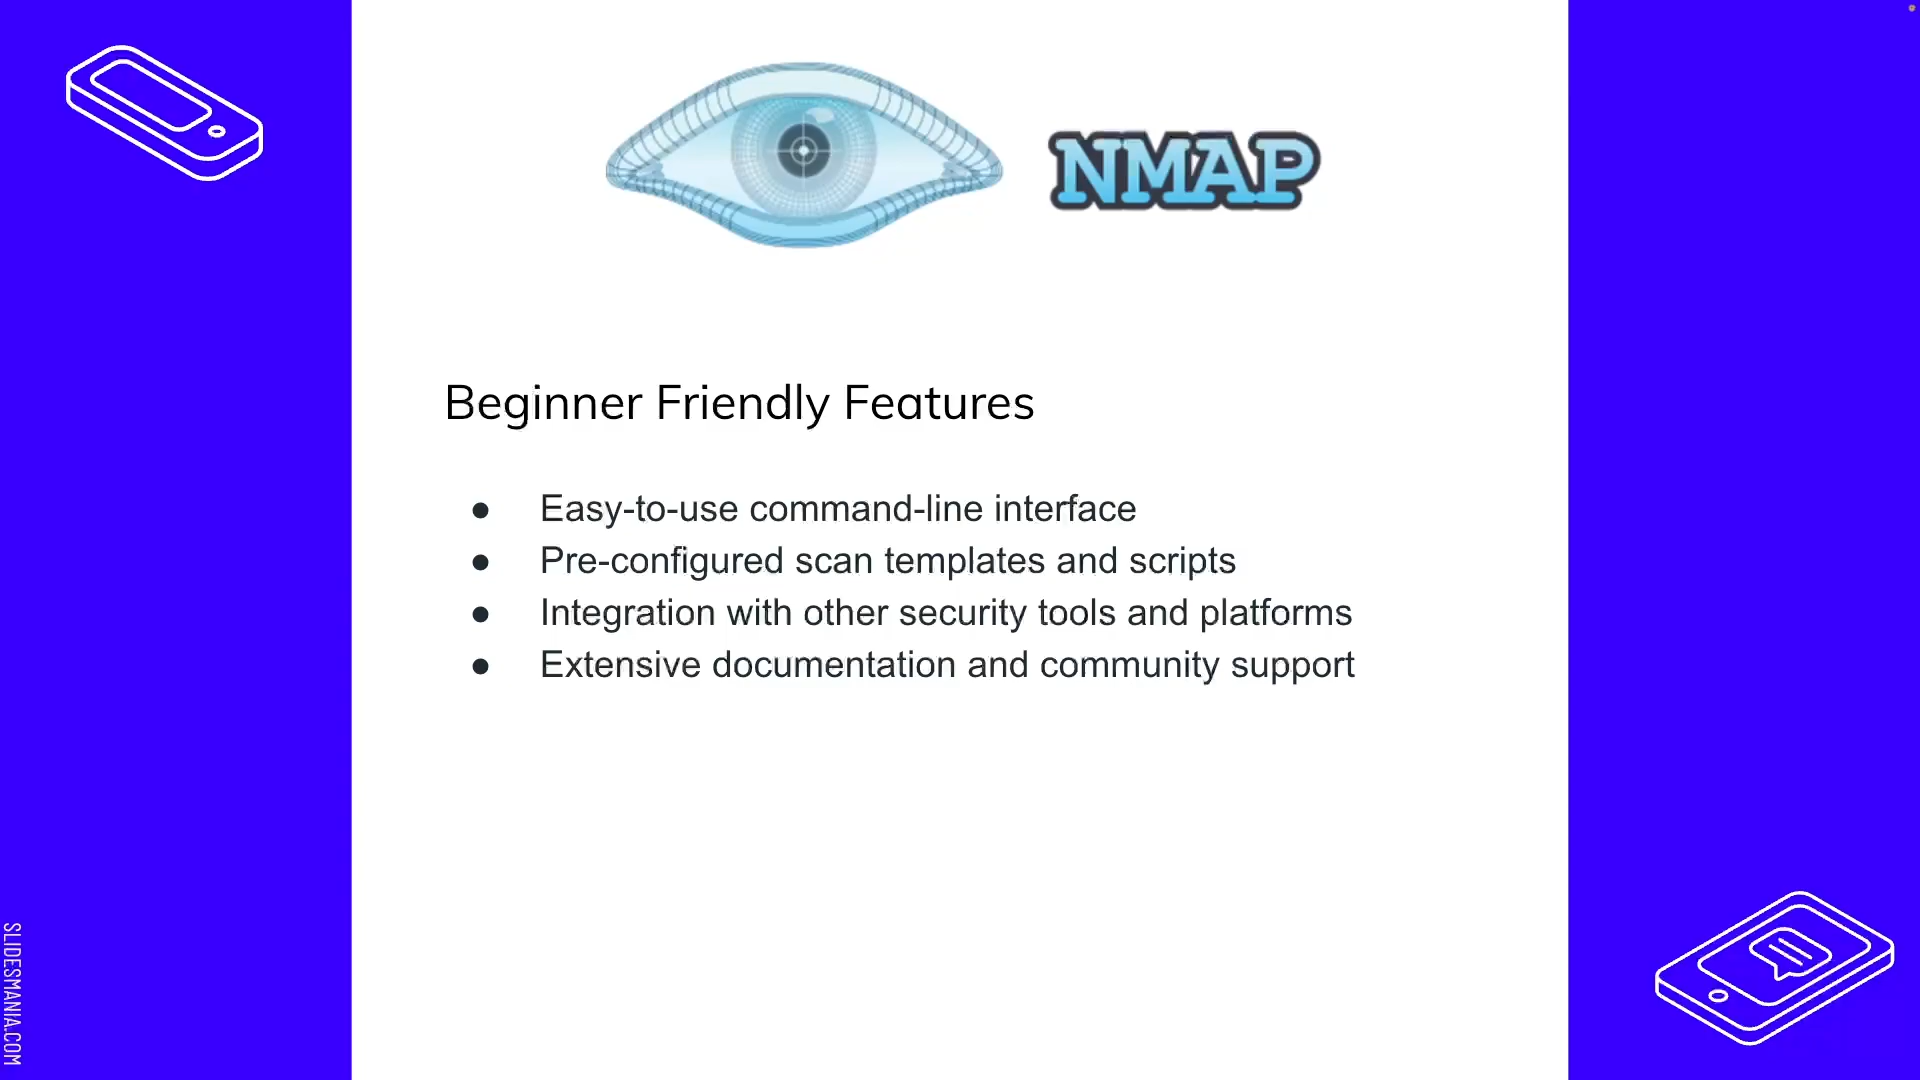 NMAP
Beginner Friendly Features
● Easy-to-use command-line interface
● Pre-configured scan templates and scripts
● Integration with other security tools and platforms
● Extensive documentation and community support
SLIDESMANIA.COM